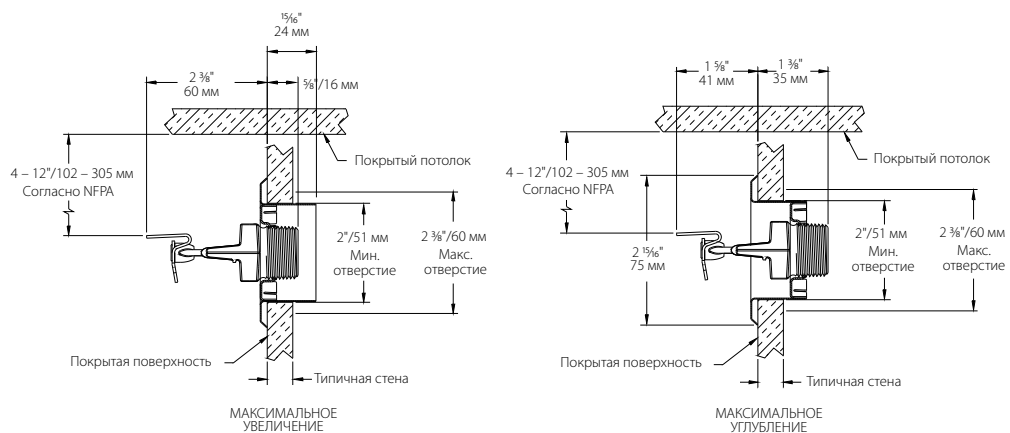 15/16"
24 мм
2 3/8"
60 мм
5/8"/16 мм
Покрытый потолок
4 – 12"/102 – 305 мм
Согласно NFPA
2"/51 мм
Мин.
отверстие
2 3/8"/60 мм
Макс.
отверстие
Покрытая поверхность
Типичная стена
МАКСИМАЛЬНОЕ
УВЕЛИЧЕНИЕ
1 5/8"
41 мм
1 3/8"
35 мм
Покрытый потолок
4 – 12"/102 – 305 мм
Согласно NFPA
2 15/16"
75 мм
2"/51 мм
Мин.
отверстие
2 3/8"/60 мм
Макс.
отверстие
Покрытая поверхность
Типичная стена
МАКСИМАЛЬНОЕ
УГЛУБЛЕНИЕ